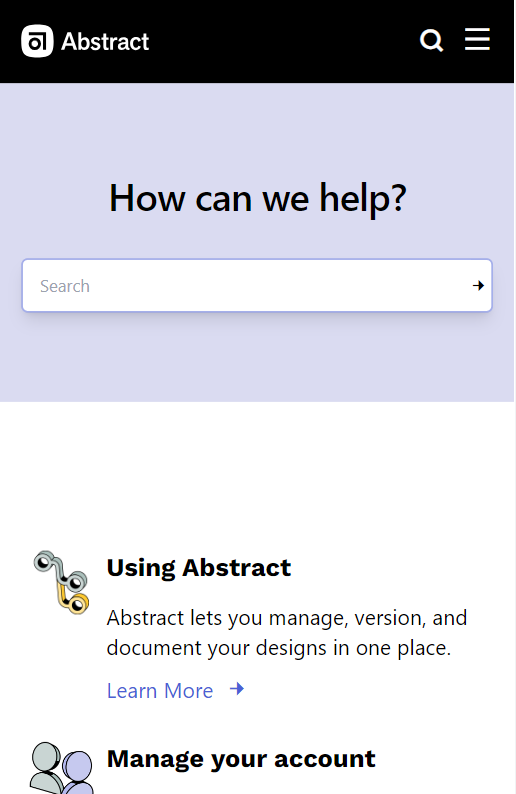 Abstract
How can we help?
Search
Using Abstract
Abstract lets you manage, version, and
document your designs in one place.
Learn More
Manage your account